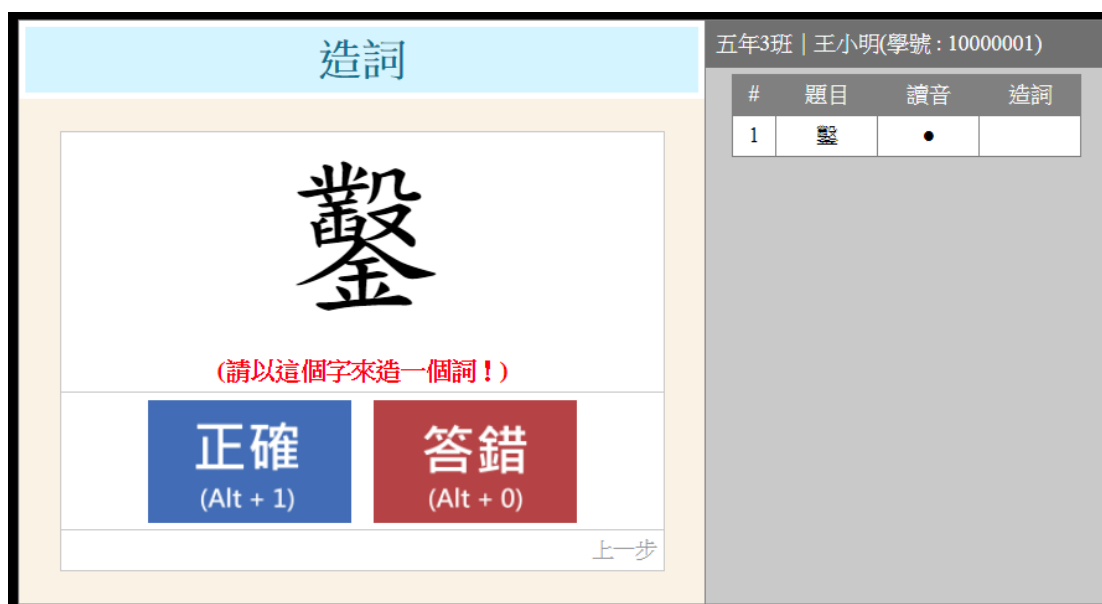 造詞
鑿
(請以這個字來造一個詞！)
正確
(Alt + 1)
答錯
(Alt + 0)
上一步
五年3班｜王小明(學號 : 10000001)
# 題目 讀音 造詞
1 鑿 ●